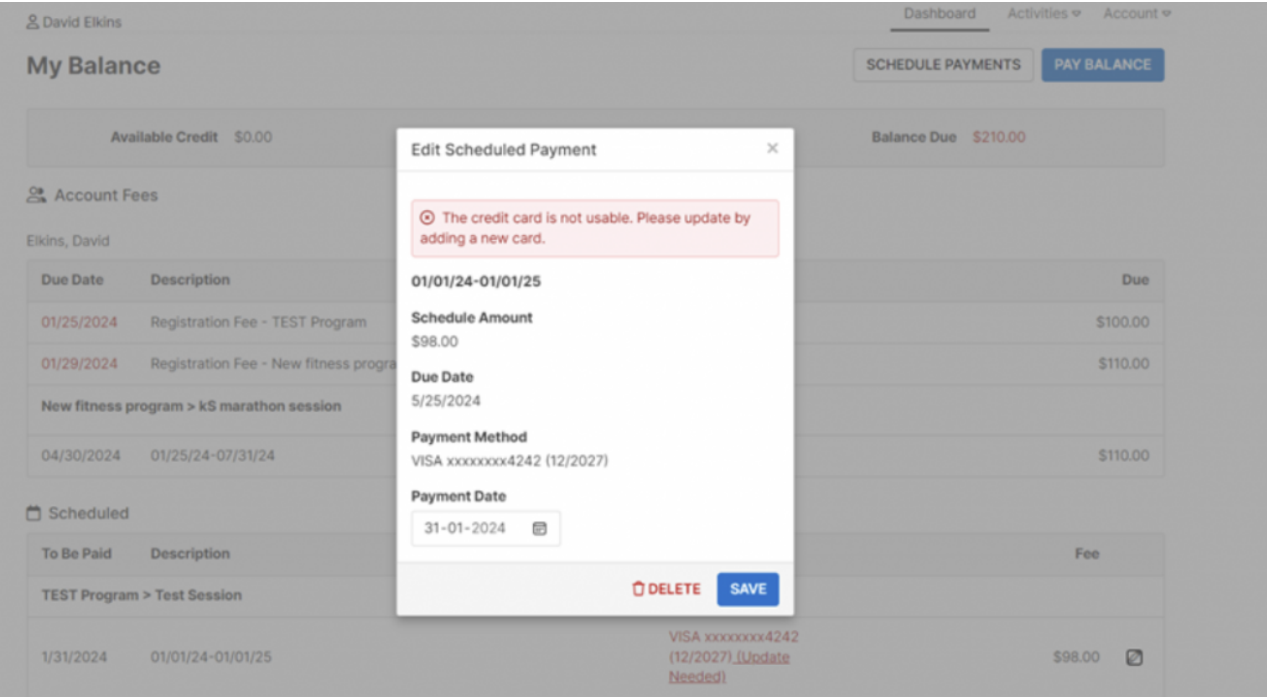 David Elkins
Dashboard Activities Account
My Balance
SCHEDULE PAYMENTS PAY BALANCE
Available Credit $0.00
Balance Due $210.00
Account Fees
Elkins, David
Due Date Description Due
01/25/2024 Registration Fee - TEST Program $100.00
01/29/2024 Registration Fee - New fitness progra $110.00
New fitness program > kS marathon session
04/30/2024 01/25/24-07/31/24 $110.00
Scheduled
To Be Paid Description Fee
TEST Program > Test Session
1/31/2024 01/01/24-01/01/25
VISA xxxxxxxx4242
(12/2027) (Update
Needed)
$98.00
Edit Scheduled Payment
The credit card is not usable. Please update by
adding a new card.
01/01/24-01/01/25
Schedule Amount
$98.00
Due Date
5/25/2024
Payment Method
VISA xxxxxxxx4242 (12/2027)
Payment Date
31-01-2024
DELETE SAVE